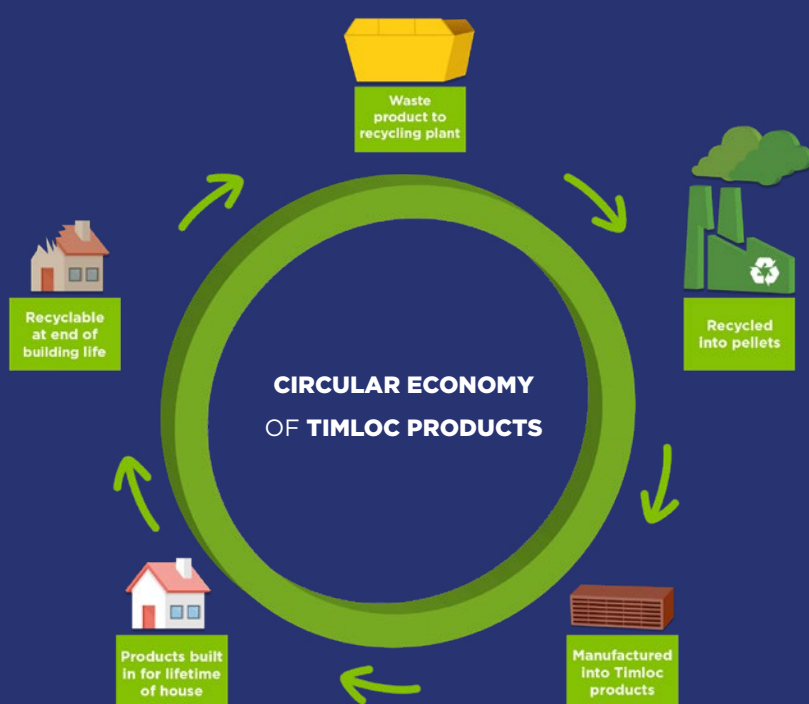 Waste
product to
recycling plant
Recycled
into pellets
Manufactured
into Timloc
products
Products built
in for lifetime
of house
Recyclable
at end of
building life
CIRCULAR ECONOMY
OF TIMLOC PRODUCTS